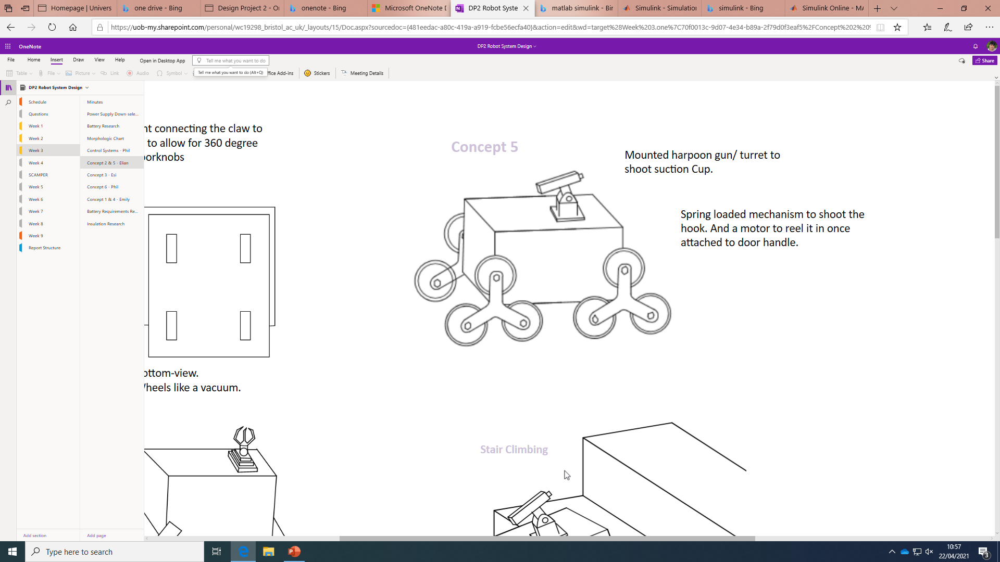 Homepage | Univers
one drive - Bing
Design Project 2 - O
onenote - Bing
Microsoft OneNote D
DP2 Robot Syste
matlab simulink - Bin
Simulink - Simulation
simulink - Bing
Simulink Online - MA
https://uob-my.sharepoint.com/personal/wc19298_bristol_ac_uk/_layouts/15/Doc.aspx?sourcedoc={481eedac-a80c-419a-a919-fcbe56ecfa40}&action=edit&wd=target%28Week%203.one%7C70f0013c-9d07-4e34-b89a-2f79d0f3eaf5%2FConcept%202%20%
OneNote
DP2 Robot System Design
File
Home
Insert
Draw
View
Help
Open in Desktop App
Tell me what you want to do
Share
Table
File
Picture
Link
Audio
Symbol
Tell me what you want to do (Alt+Q)
ffice Add-ins
Stickers
Meeting Details
DP2 Robot System Design
Schedule
Questions
Week 1
Week 2
Week 3
Week 4
SCAMPER
Week 5
Week 6
Week 7
Week 8
Week 9
Report Structure
Add section
Minutes
Power Supply Down-sele...
Battery Research
Morphologic Chart
Control Systems - Phil
Concept 2 & 5 - Elian
Concept 3 - Esi
Concept 6 - Phil
Concept 1 & 4 - Emily
Battery Requirements Re...
Insulation Research
Add page
nt connecting the claw to
to allow for 360 degree
orknobs
ottom-view.
heels like a vacuum.
Concept 5
Mounted harpoon gun/ turret to
shoot suction Cup.
Spring loaded mechanism to shoot the
hook. And a motor to reel it in once
attached to door handle.
Stair Climbing
Type here to search
10:57
22/04/2021
3